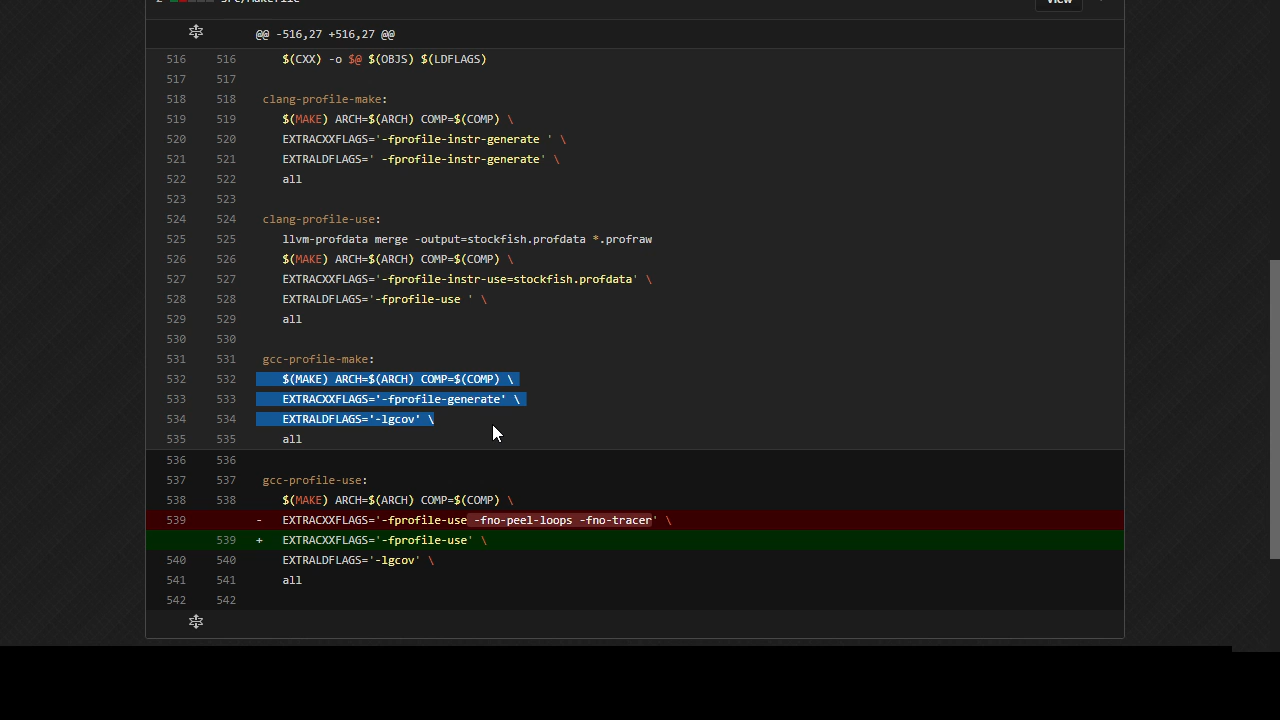 @@ -516,27 +516,27 @@
516 516 $(CXX) -o $@ $(OBJS) $(LDFLAGS)
517 517
518 518 clang-profile-make:
519 519 $(MAKE) ARCH=$(ARCH) COMP=$(COMP) \
520 520 EXTRACXXFLAGS='-fprofile-instr-generate ' \
521 521 EXTRALDFLAGS=' -fprofile-instr-generate' \
522 522 all
523 523
524 524 clang-profile-use:
525 525 llvm-profdata merge -output=stockfish.profdata *.profraw
526 526 $(MAKE) ARCH=$(ARCH) COMP=$(COMP) \
527 527 EXTRACXXFLAGS='-fprofile-instr-use=stockfish.profdata' \
528 528 EXTRALDFLAGS='-fprofile-use ' \
529 529 all
530 530
531 531 gcc-profile-make:
532 532 $(MAKE) ARCH=$(ARCH) COMP=$(COMP) \
533 533 EXTRACXXFLAGS='-fprofile-generate' \
534 534 EXTRALDFLAGS='-lgcov' \
535 535 all
536 536
537 537 gcc-profile-use:
538 538 $(MAKE) ARCH=$(ARCH) COMP=$(COMP) \
539 - EXTRACXXFLAGS='-fprofile-use -fno-peel-loops -fno-tracer' \
539 + EXTRACXXFLAGS='-fprofile-use' \
540 540 EXTRALDFLAGS='-lgcov' \
541 541 all
542 542